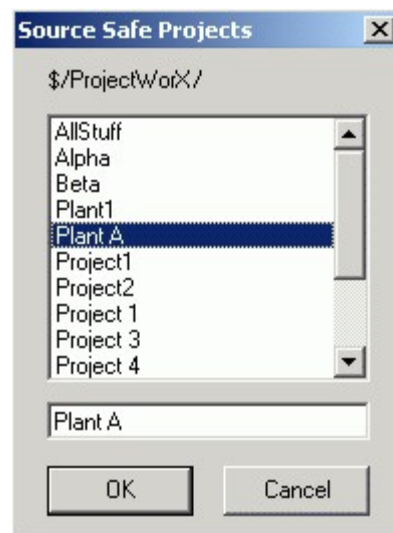 Source Safe Projects
$/ProjectWorX/
AllStuff
Alpha
Beta
Plant1
Plant A
Project1
Project2
Project 1
Project 3
Project 4
Plant A
OK
Cancel